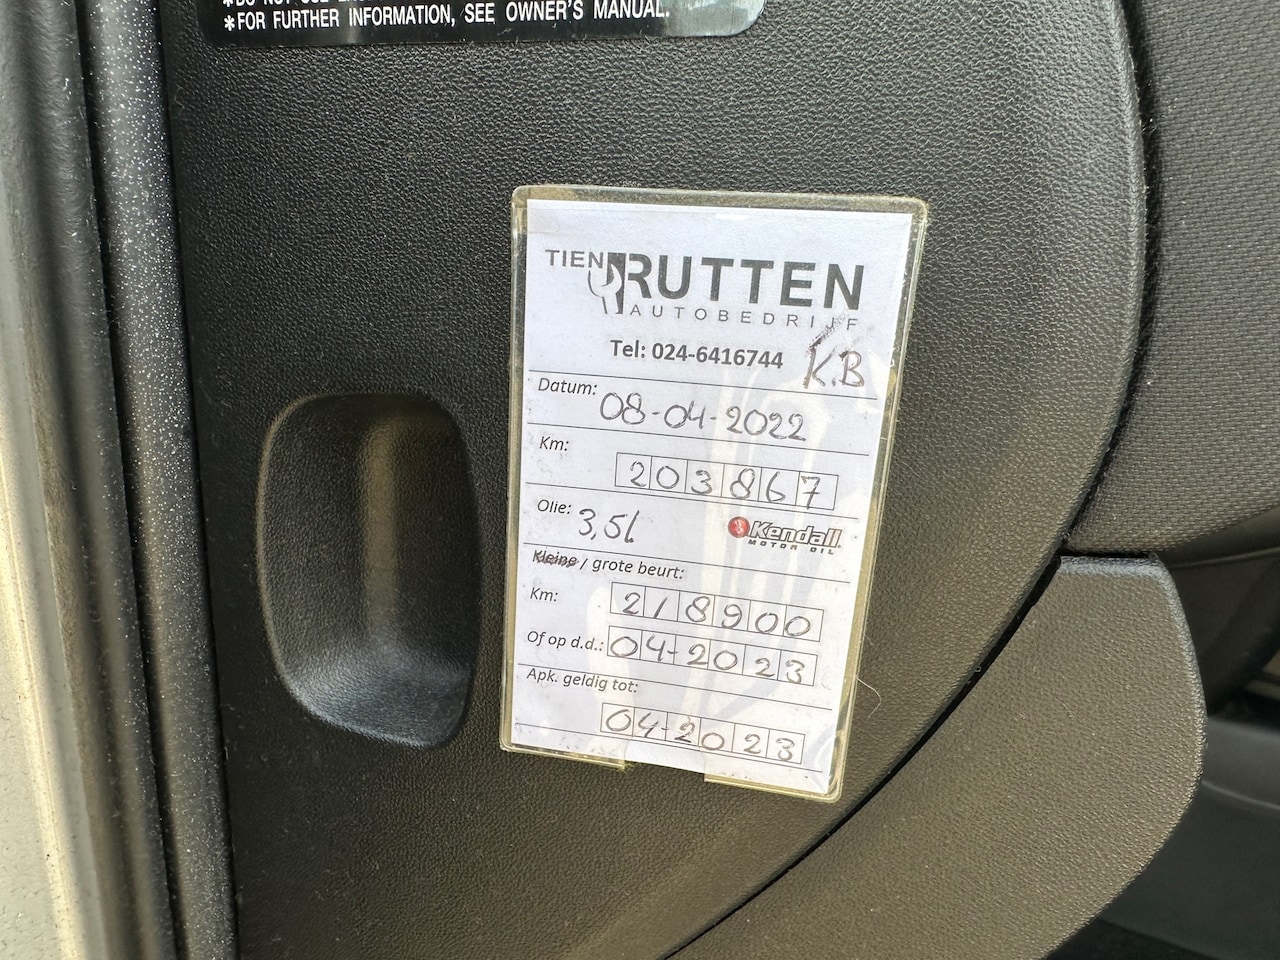 *FOR FURTHER INFORMATION, SEE OWNER'S MANUAL.
TIEN RUTTEN
AUTOBEDRIJF
Tel: 024-6416744 K.B
Datum: 08-04-2022
Km: 203867
Olie: 3,5L Kendall
MOTOR OIL
Kleine / grote beurt:
Km: 218900
Of op d.d.: 04-2023
Apk. geldig tot:
04-2023